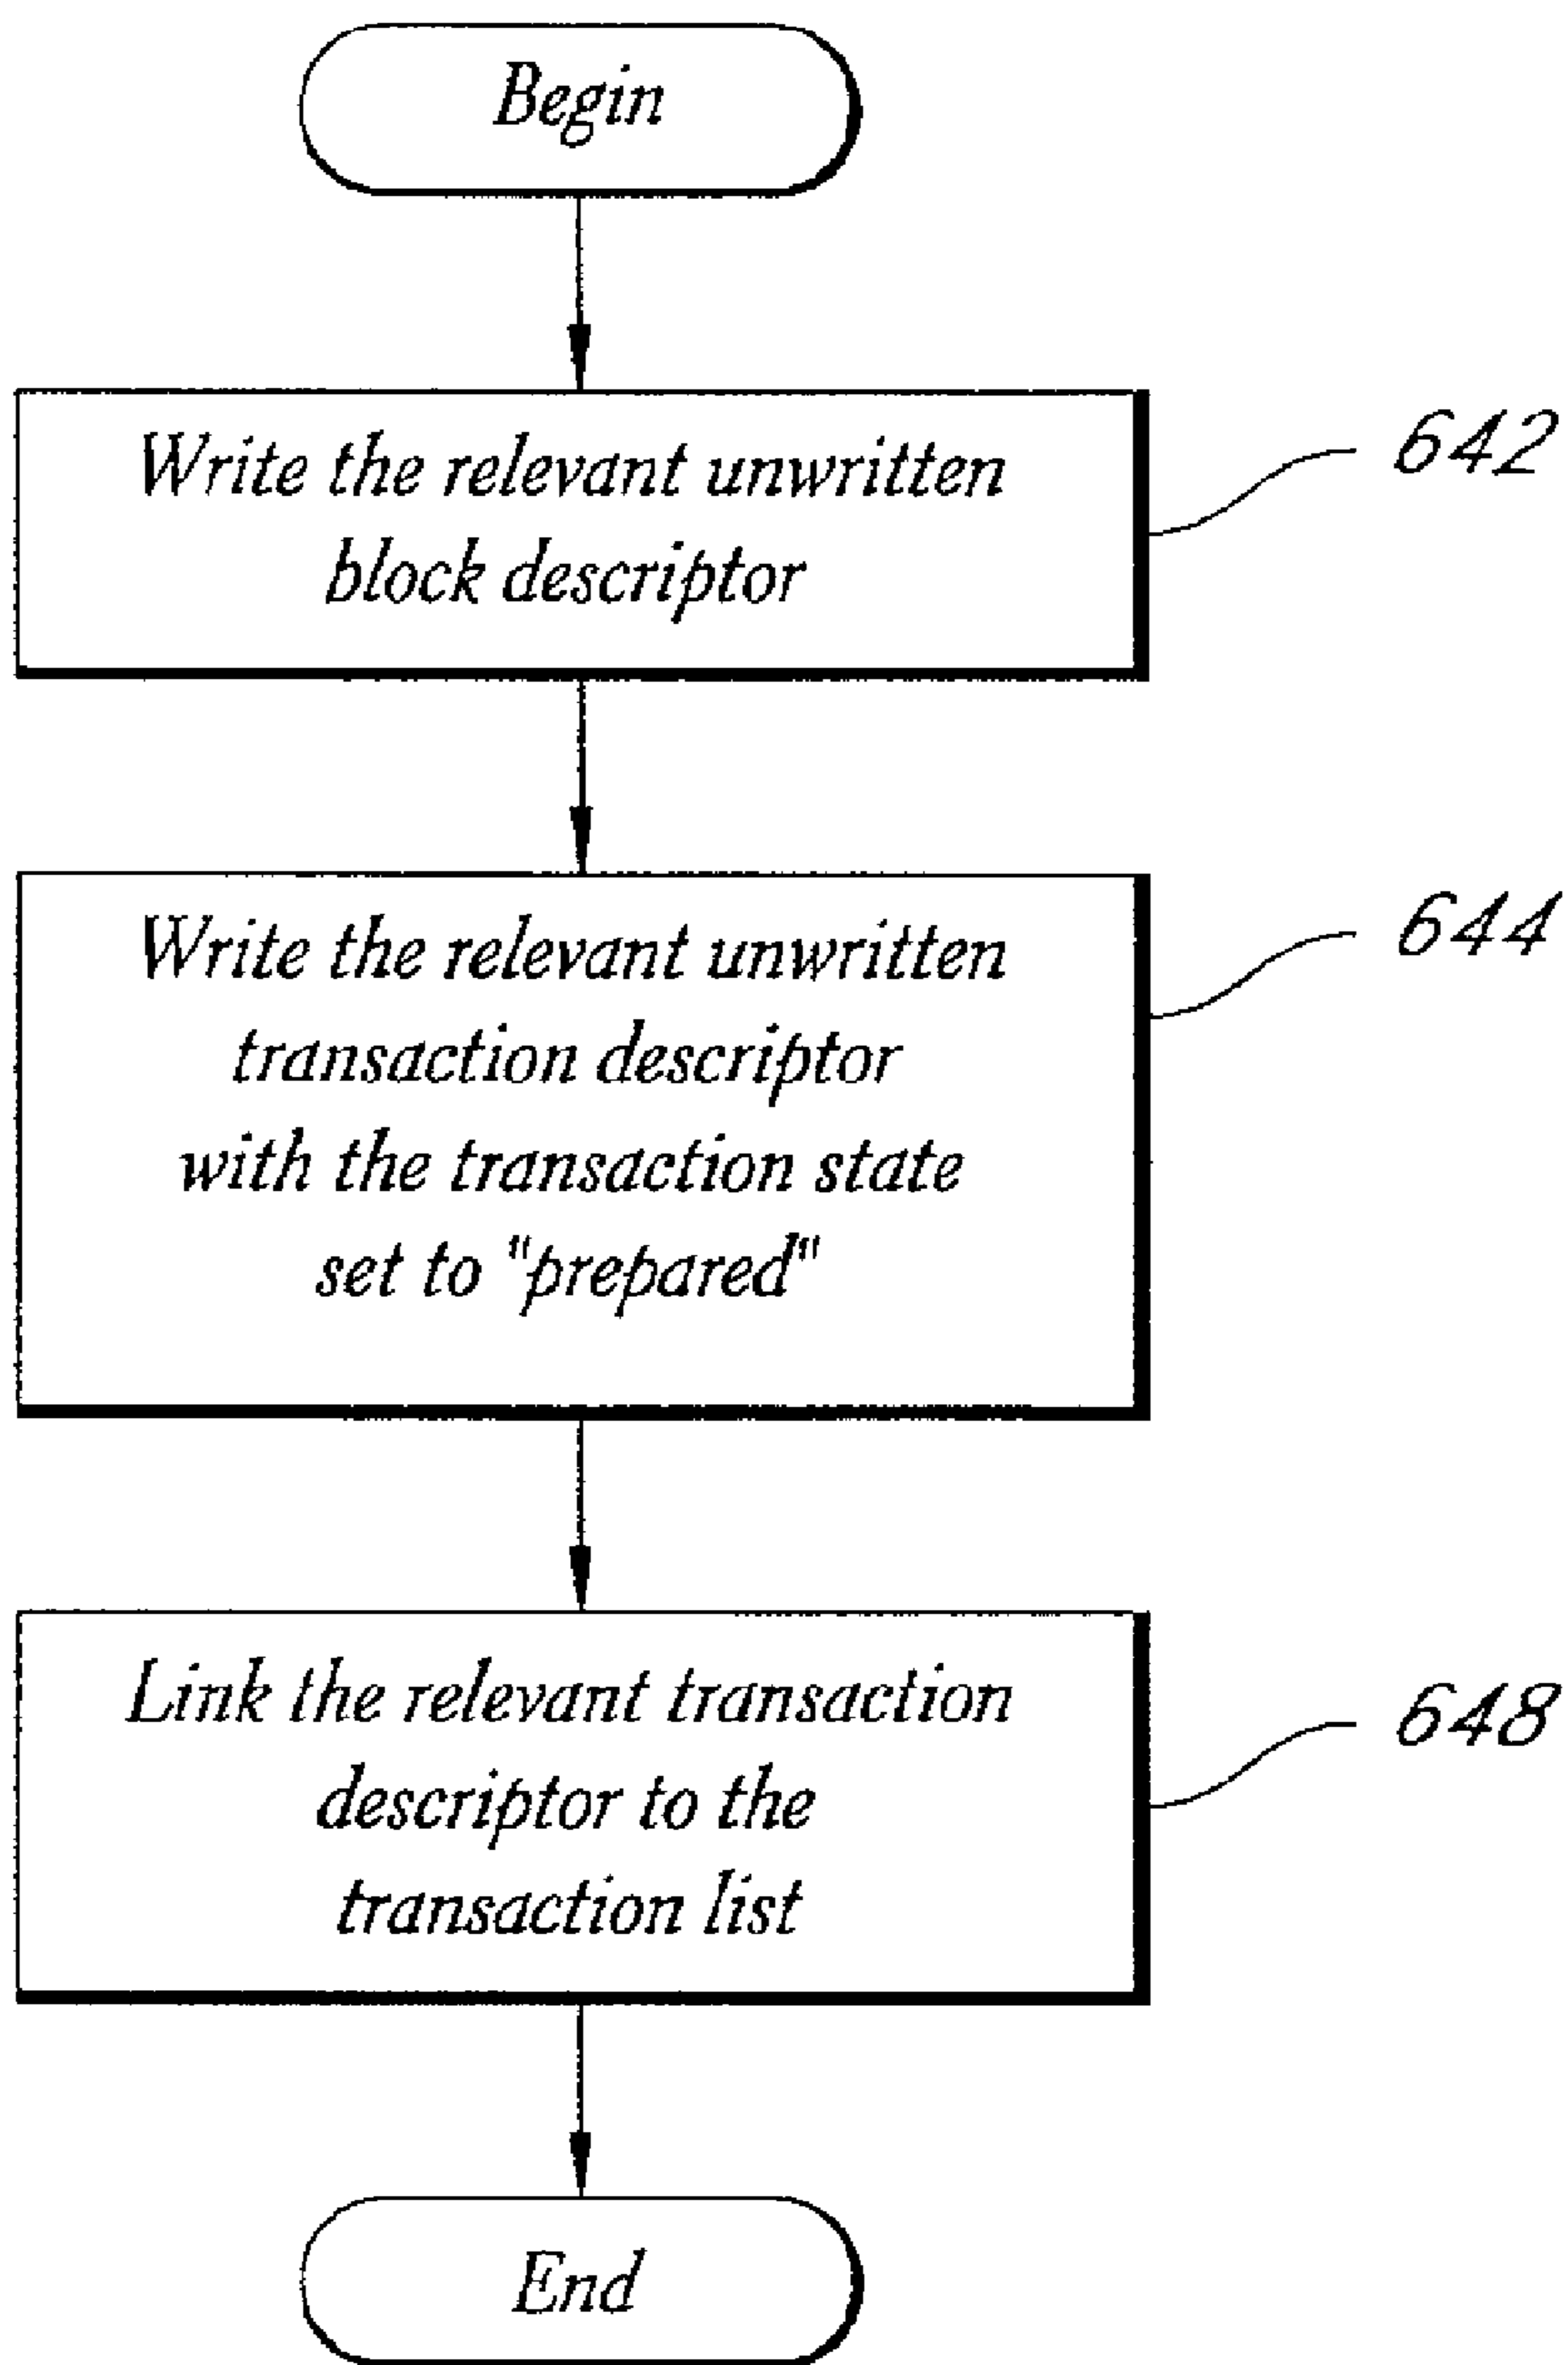 Begin
Write the relevant unwritten
block descriptor
642
Write the relevant unwritten
transaction descriptor
with the transaction state
set to "prepared"
644
Link the relevant transaction
descriptor to the
transaction list
648
End